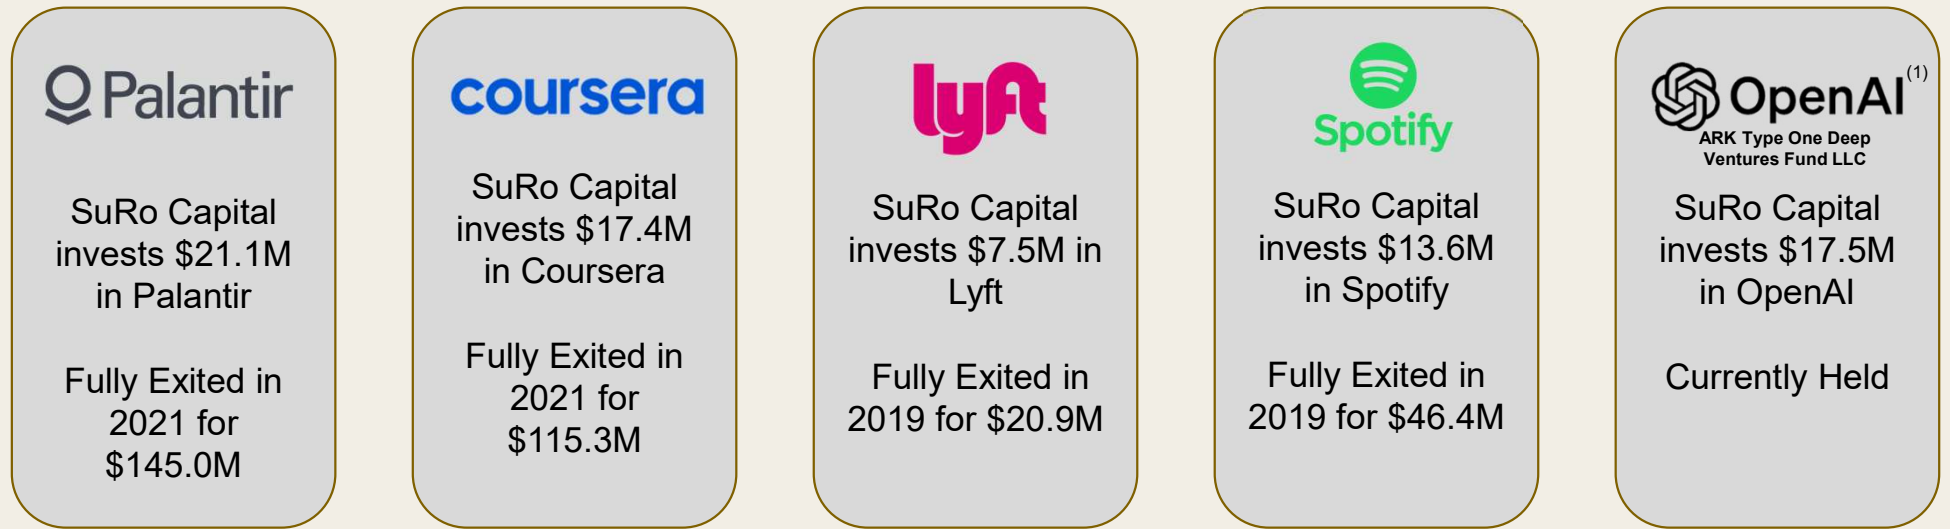 Palantir
SuRo Capital
invests $21.1M
in Palantir
Fully Exited in
2021 for
$145.0M
coursera
SuRo Capital
invests $17.4M
in Coursera
Fully Exited in
2021 for
$115.3M
lyft
SuRo Capital
invests $7.5M in
Lyft
Fully Exited in
2019 for $20.9M
Spotify
SuRo Capital
invests $13.6M
in Spotify
Fully Exited in
2019 for $46.4M
OpenAI (1)
ARK Type One Deep
Ventures Fund LLC
SuRo Capital
invests $17.5M
in OpenAI
Currently Held